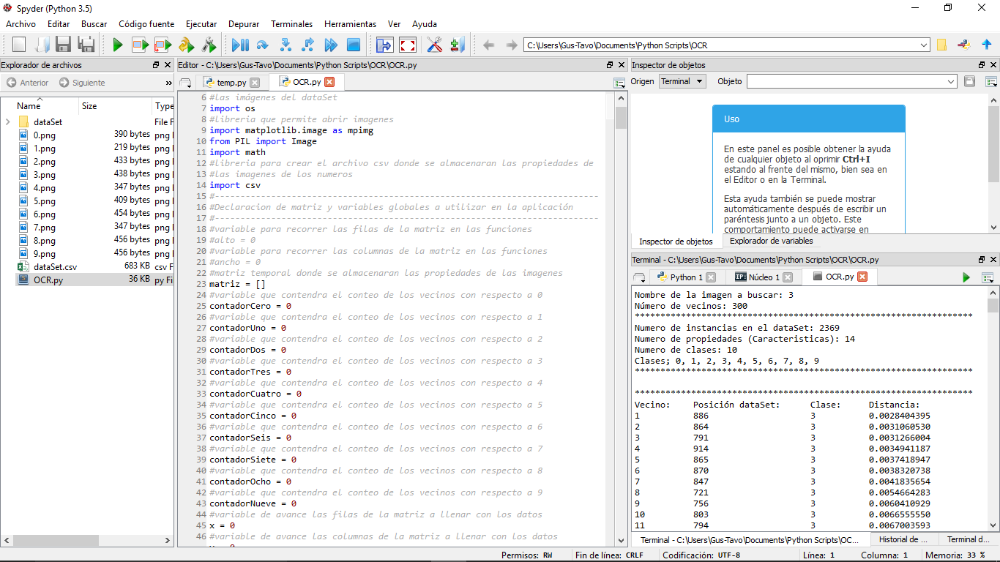 Spyder (Python 3.5)
Archivo Editar Buscar Código fuente Ejecutar Depurar Terminales Herramientas Ver Ayuda
C:\Users\Gus-Tavo\Documents\Python Scripts\OCR
Explorador de archivos
Anterior Siguiente »
Name Size Type
dataSet File F
0.png 390 bytes png
1.png 219 bytes png
2.png 433 bytes png
3.png 438 bytes png
4.png 347 bytes png
5.png 409 bytes png
6.png 454 bytes png
7.png 347 bytes png
8.png 456 bytes png
9.png 456 bytes png
dataSet.csv 683 KB csv F
OCR.py 36 KB py Fi
Editor - C:\Users\Gus-Tavo\Documents\Python Scripts\OCR\OCR.py
temp.py OCR.py
6 #las imágenes del dataSet
7 import os
8 #libreria que permite abrir imagenes
9 import matplotlib.image as mpimg
10 from PIL import Image
11 import math
12 #libreria para crear el archivo csv donde se almacenaran las propiedades de
13 #las imagenes de los numeros
14 import csv
15 #---------------------------------------------------------------------------
16 #Declaracion de matriz y variables globales a utilizar en la aplicación
17 #---------------------------------------------------------------------------
18 #variable para recorrer las filas de la matriz en las funciones
19 #alto = 0
20 #variable para recorrer las columnas de la matriz en las funciones
21 #ancho = 0
22 #matriz temporal donde se almacenaran las propiedades de las imagenes
23 matriz = []
24 #variable que contendra el conteo de los vecinos con respecto a 0
25 contadorCero = 0
26 #variable que contendra el conteo de los vecinos con respecto a 1
27 contadorUno = 0
28 #variable que contendra el conteo de los vecinos con respecto a 2
29 contadorDos = 0
30 #variable que contendra el conteo de los vecinos con respecto a 3
31 contadorTres = 0
32 #variable que contendra el conteo de los vecinos con respecto a 4
33 contadorCuatro = 0
34 #variable que contendra el conteo de los vecinos con respecto a 5
35 contadorCinco = 0
36 #variable que contendra el conteo de los vecinos con respecto a 6
37 contadorSeis = 0
38 #variable que contendra el conteo de los vecinos con respecto a 7
39 contadorSiete = 0
40 #variable que contendra el conteo de los vecinos con respecto a 8
41 contadorOcho = 0
42 #variable que contendra el conteo de los vecinos con respecto a 9
43 contadorNueve = 0
44 #variable de avance las filas de la matriz a llenar con los datos
45 x = 0
46 #variable de avance las columnas de la matriz a llenar con los datos
Inspector de objetos
Origen Terminal Objeto
Uso
En este panel es posible obtener la ayuda
de cualquier objeto al oprimir Ctrl+I
estando al frente del mismo, bien sea en
el Editor o en la Terminal.
Esta ayuda también se puede mostrar
automáticamente después de escribir un
paréntesis junto a un objeto. Este
comportamiento puede activarse en
Inspector de objetos Explorador de variables
Terminal - C:\Users\Gus-Tavo\Documents\Python Scripts\OCR\OCR.py
Python 1 IP: Núcleo 1 OCR.py
Nombre de la imagen a buscar: 3
Número de vecinos: 300
******************************************************************
Numero de instancias en el dataSet: 2369
Numero de propiedades (Caracteristicas): 14
Numero de clases: 10
Clases; 0, 1, 2, 3, 4, 5, 6, 7, 8, 9
******************************************************************
******************************************************************
Vecino: Posición dataSet: Clase: Distancia:
1 886 3 0.0028404395
2 864 3 0.0031060530
3 791 3 0.0031266004
4 914 3 0.0034941187
5 865 3 0.0037418947
6 870 3 0.0038320738
7 847 3 0.0041835654
8 721 3 0.0054664283
9 756 3 0.0060410929
10 803 3 0.0066555550
11 794 3 0.0067003593
Terminal - C:\Users\Gus-Tavo\Documents\Python Scripts\OC... Historial de ... Terminal d...
Permisos: RW Fin de línea: CRLF Codificación: UTF-8 Línea: 1 Columna: 1 Memoria: 33 %